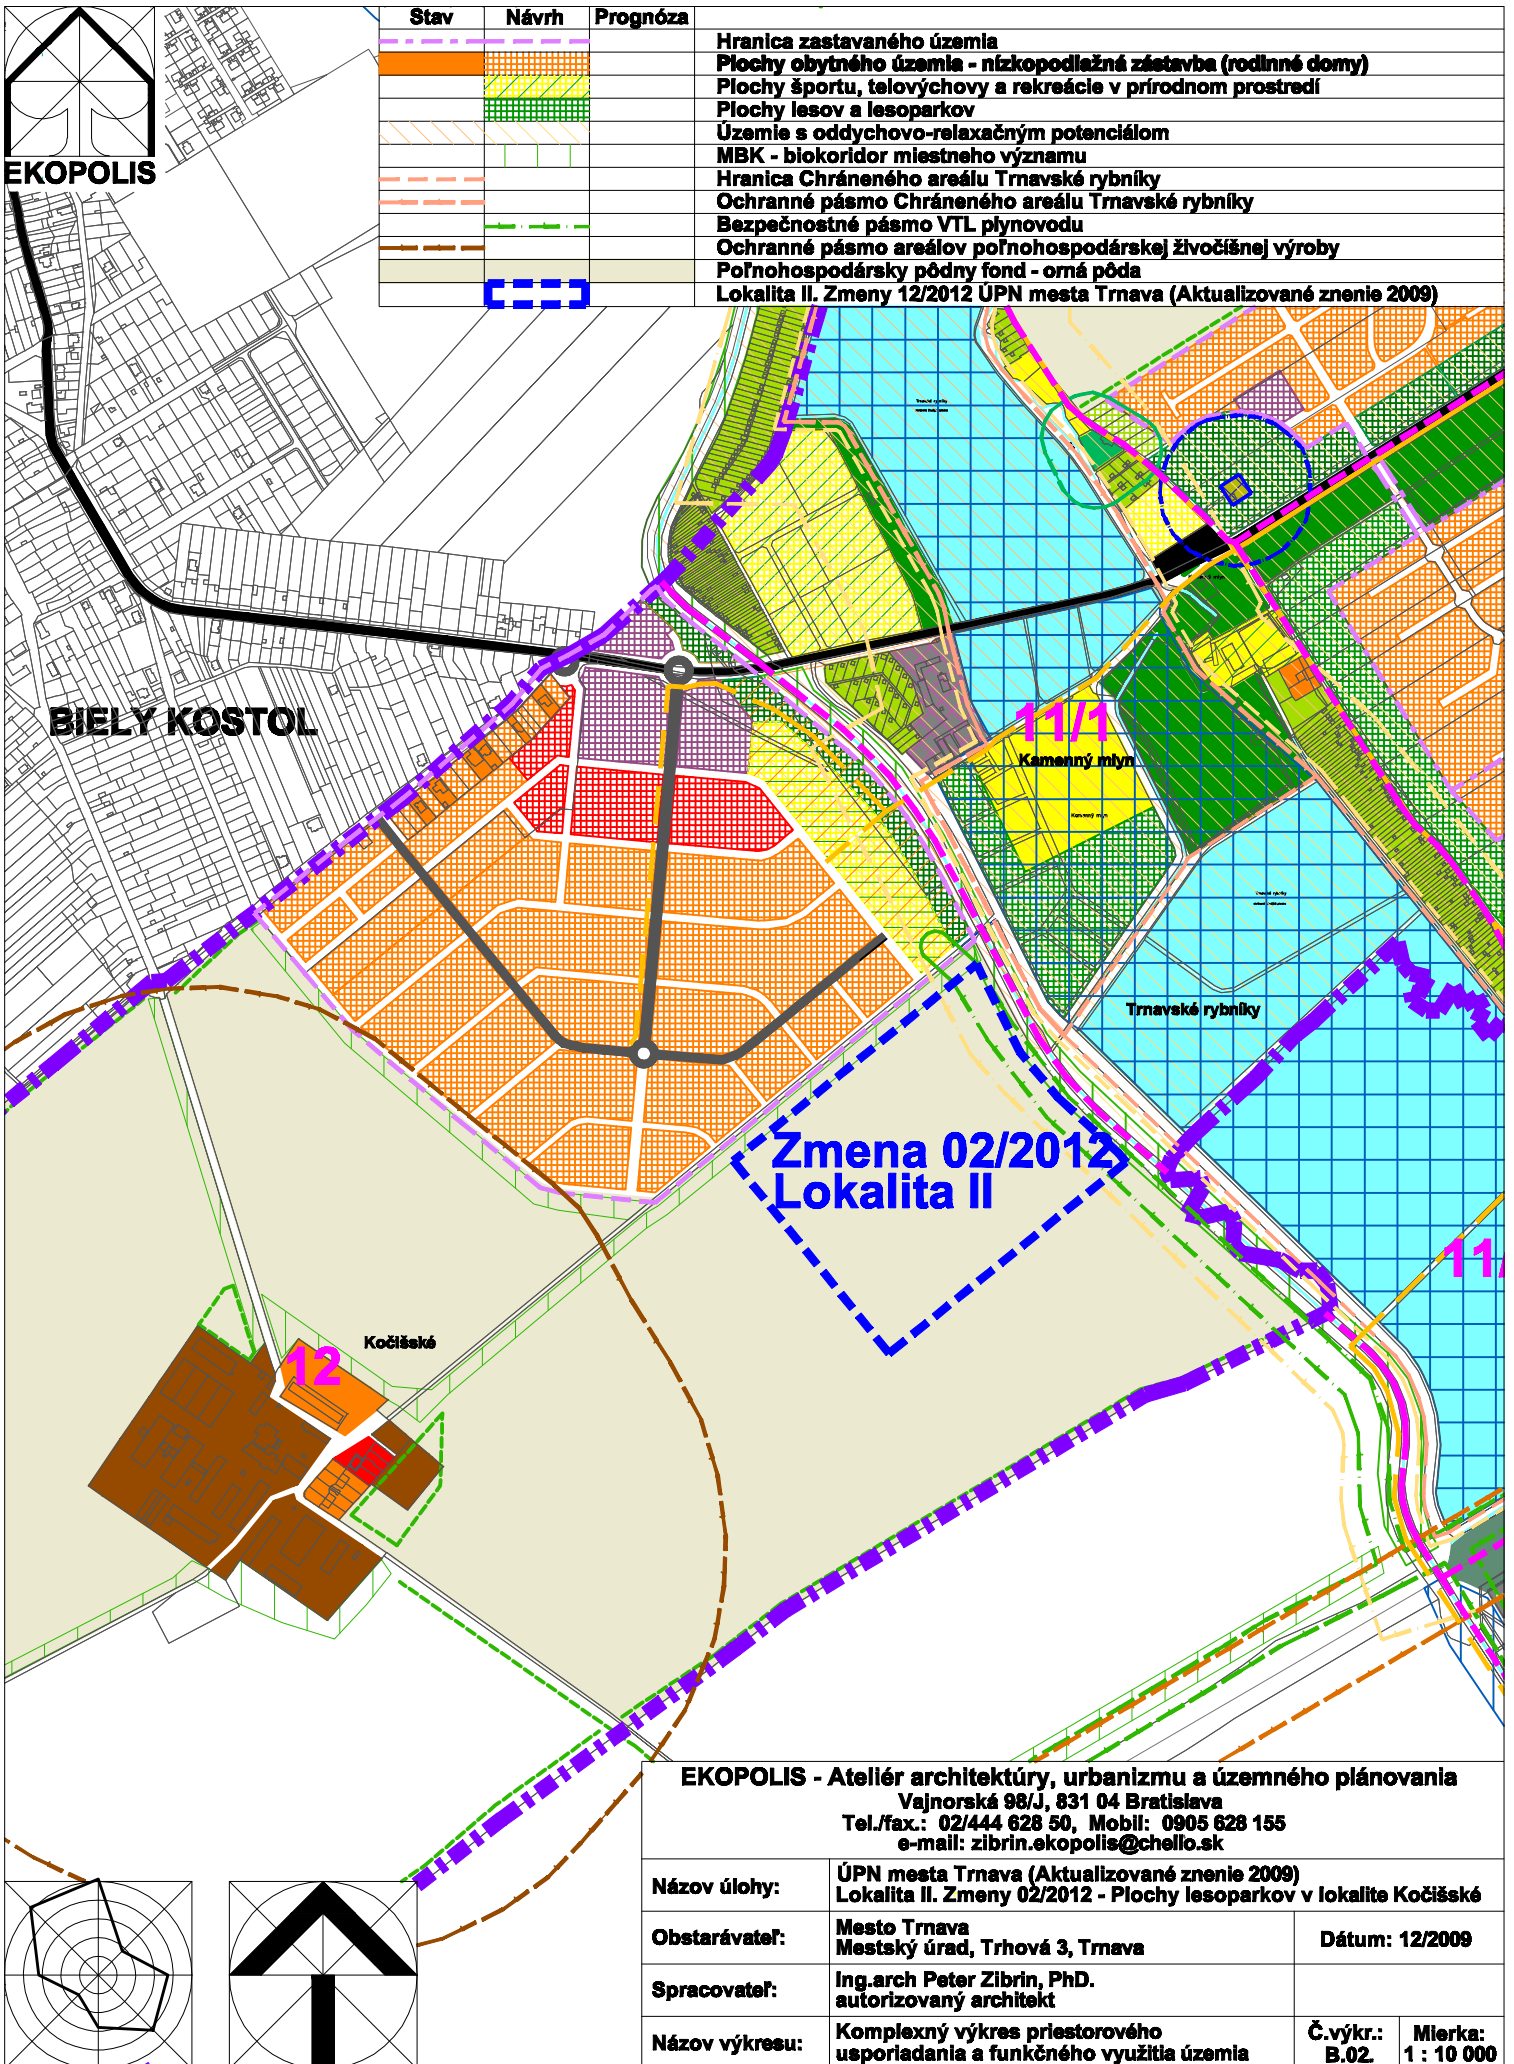 Stav Návrh Prognóza
Hranica zastavaného územia
Plochy obytného územia - nízkopodlažná zástavba (rodinné domy)
Plochy športu, telovýchovy a rekreácie v prírodnom prostredí
Plochy lesov a lesoparkov
Územie s oddychovo-relaxačným potenciálom
MBK - biokoridor miestneho významu
Hranica Chráneného areálu Trnavské rybníky
Ochranné pásmo Chráneného areálu Trnavské rybníky
Bezpečnostné pásmo VTL plynovodu
Ochranné pásmo areálov poľnohospodárskej živočíšnej výroby
Poľnohospodársky pôdny fond - orná pôda
Lokalita II. Zmeny 12/2012 ÚPN mesta Trnava (Aktualizované znenie 2009)
EKOPOLIS
BIELY KOSTOL
11/1
Kamenný mlyn
Kamenný mlyn
Trnavské rybníky
Zmena 02/2012
Lokalita II
11/
Kočišské
12
EKOPOLIS - Ateliér architektúry, urbanizmu a územného plánovania
Vajnorská 98/J, 831 04 Bratislava
Tel./fax.: 02/444 628 50, Mobil: 0905 628 155
e-mail: zibrin.ekopolis@chello.sk
Názov úlohy:
ÚPN mesta Trnava (Aktualizované znenie 2009)
Lokalita II. Zmeny 02/2012 - Plochy lesoparkov v lokalite Kočišské
Obstarávateľ:
Mesto Trnava
Mestský úrad, Trhová 3, Trnava
Dátum: 12/2009
Spracovateľ:
Ing.arch Peter Zibrin, PhD.
autorizovaný architekt
Názov výkresu:
Komplexný výkres priestorového
usporiadania a funkčného využitia územia
Č.výkr.:
B.02.
Mierka:
1 : 10 000